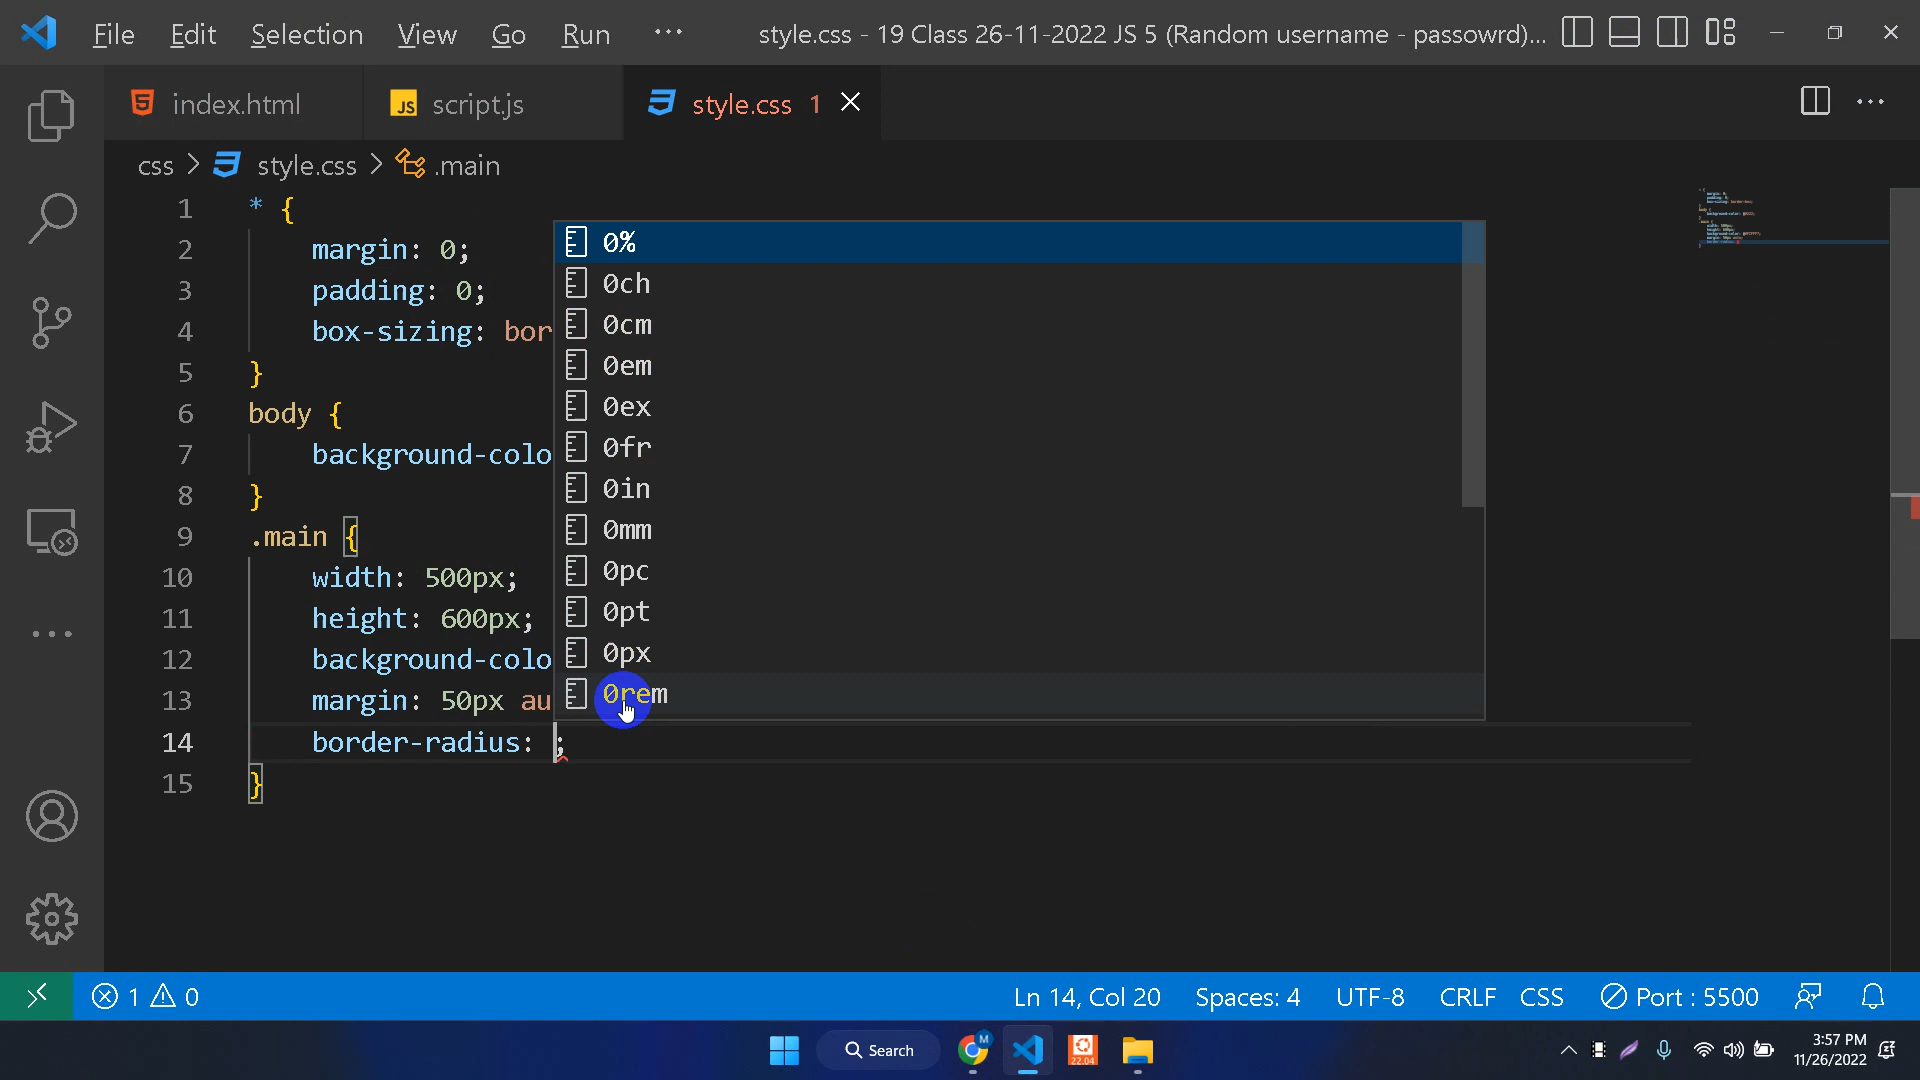 File Edit Selection View Go Run ··· style.css - 19 Class 26-11-2022 JS 5 (Random username - passowrd)...
index.html
JS script.js
style.css 1
css > style.css > .main
1 * {
2 margin: 0;
3 padding: 0;
4 box-sizing: bor
5 }
6 body {
7 background-colo
8 }
9 .main {
10 width: 500px;
11 height: 600px;
12 background-colo
13 margin: 50px au
14 border-radius: ;
15 }
0%
0ch
0cm
0em
0ex
0fr
0in
0mm
0pc
0pt
0px
0rem
1 0 Ln 14, Col 20 Spaces: 4 UTF-8 CRLF CSS Port : 5500
Search
M
22.04
3:57 PM
11/26/2022